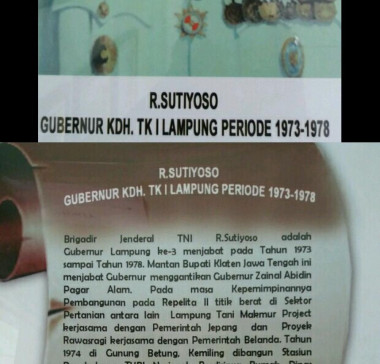 R.SUTIYOSO
GUBERNUR KDH. TK I LAMPUNG PERIODE 1973-1978
R.SUTIYOSO
GUBERNUR KDH. TK I LAMPUNG PERIODE 1973-1978
Brigadir Jenderal TNI R.Sutiyoso adalah
Gubernur Lampung ke-3 menjabat pada Tahun 1973
sampai Tahun 1978. Mantan Bupati Klaten Jawa Tengah ini
menjabat Gubernur menggantikan Gubernur Zainal Abidin
Pagar Alam. Pada masa Kepemimpinannya
Pembangunan pada Repelita II titik berat di Sektor
Pertanian antara lain Lampung Tani Makmur Project
kerjasama dengan Pemerintah Jepang dan Proyek
Rawasragi kerjasama dengan Pemerintah Belanda. Tahun
1974 di Gunung Betung, Kemiling dibangun Stasiun